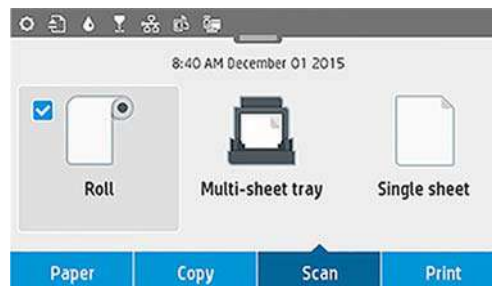 8:40 AM December 01 2015
Roll Multi-sheet tray Single sheet
Paper Copy Scan Print